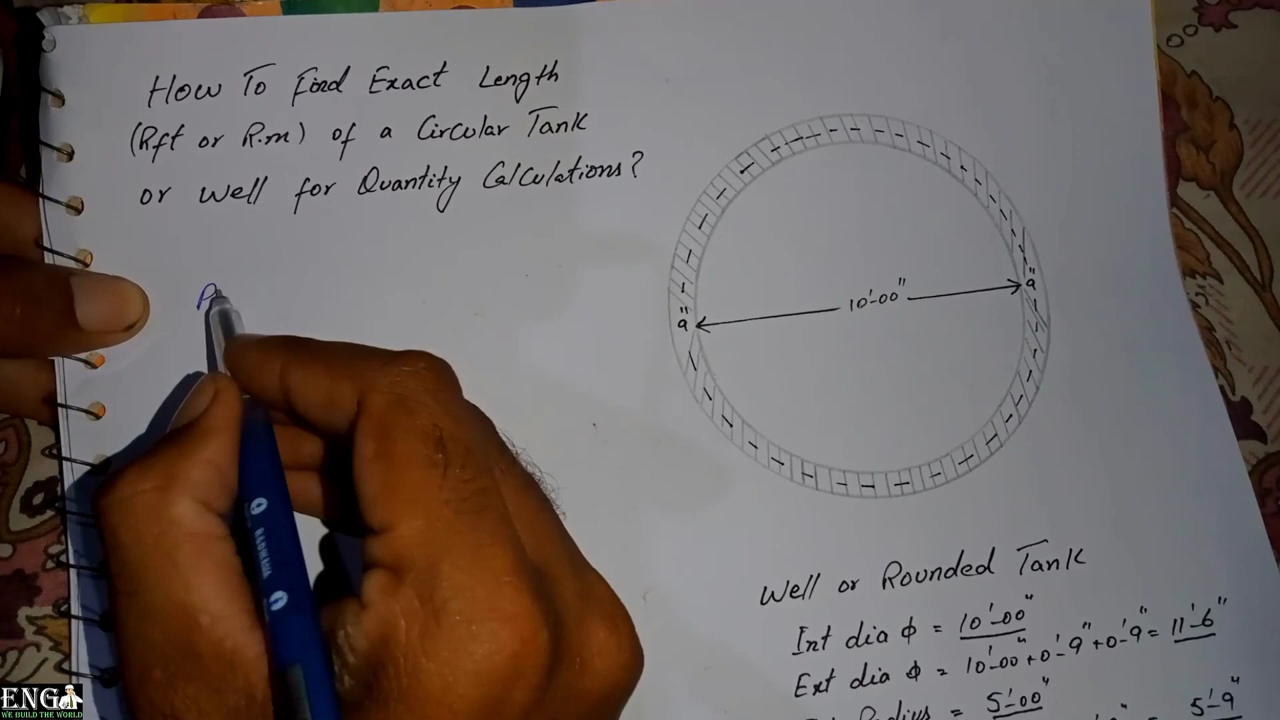 How To Find Exact Length
(Rft or R.m) of a Circular Tank
or well for Quantity Calculations?
9"
10'-00"
9"
Well or Rounded Tank
Int dia ϕ = 10'-00"
Ext dia ϕ = 10'-00"+0'-9"+0'-9" = 11'-6"
Radius = 5'-00"
= 5'-9"
RADHAHA
ENG
WE BUILD THE WORLD